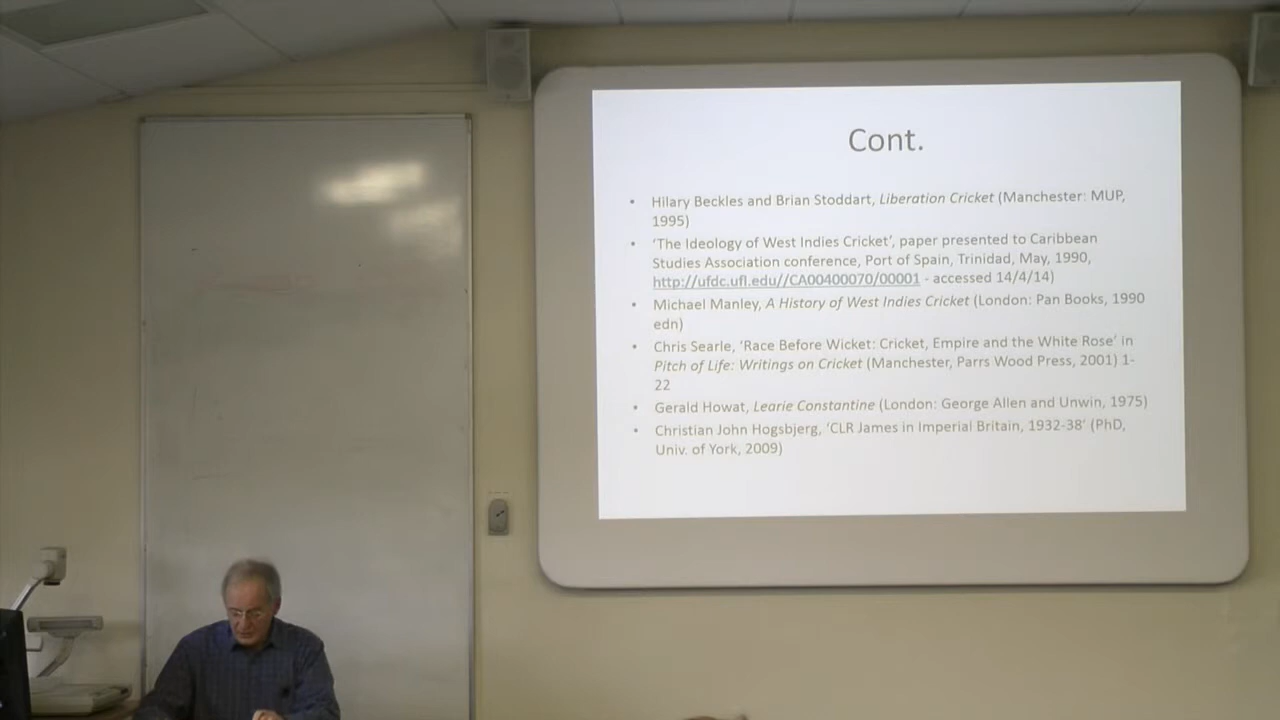 Cont.
• Hilary Beckles and Brian Stoddart, Liberation Cricket (Manchester: MUP,
1995)
• ‘The Ideology of West Indies Cricket’, paper presented to Caribbean
Studies Association conference, Port of Spain, Trinidad, May, 1990,
http://ufdc.ufl.edu//CA00400070/00001 - accessed 14/4/14)
• Michael Manley, A History of West Indies Cricket (London: Pan Books, 1990
edn)
• Chris Searle, ‘Race Before Wicket: Cricket, Empire and the White Rose’ in
Pitch of Life: Writings on Cricket (Manchester, Parrs Wood Press, 2001) 1-
22
• Gerald Howat, Learie Constantine (London: George Allen and Unwin, 1975)
• Christian John Hogsbjerg, ‘CLR James in Imperial Britain, 1932-38’ (PhD,
Univ. of York, 2009)